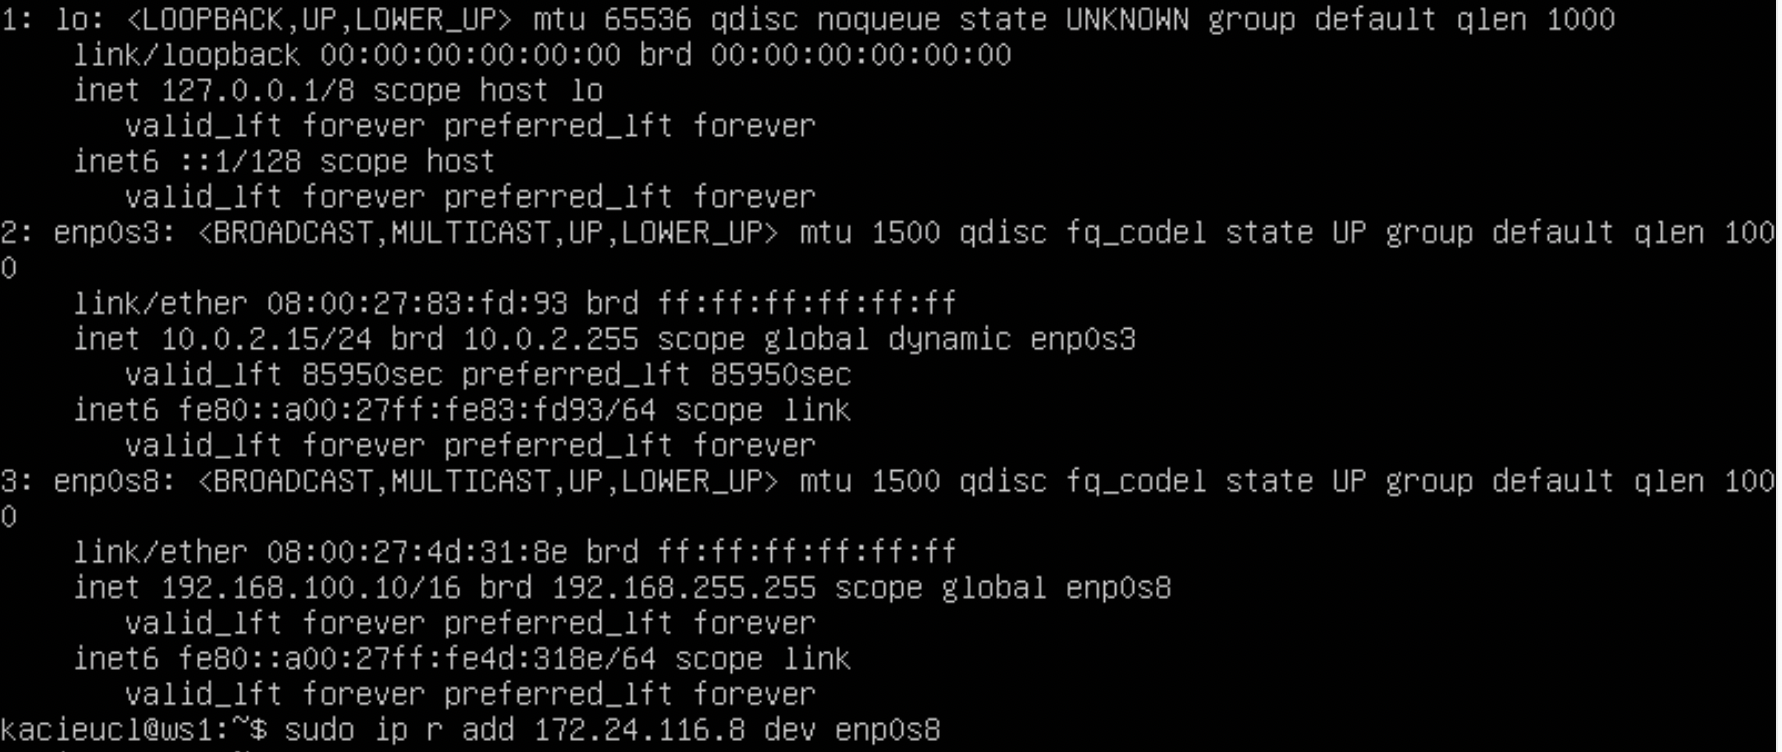 1: lo: <LOOPBACK,UP,LOWER_UP> mtu 65536 qdisc noqueue state UNKNOWN group default qlen 1000
    link/loopback 00:00:00:00:00:00 brd 00:00:00:00:00:00
    inet 127.0.0.1/8 scope host lo
       valid_lft forever preferred_lft forever
    inet6 ::1/128 scope host
       valid_lft forever preferred_lft forever
2: enp0s3: <BROADCAST,MULTICAST,UP,LOWER_UP> mtu 1500 qdisc fq_codel state UP group default qlen 100
0
    link/ether 08:00:27:83:fd:93 brd ff:ff:ff:ff:ff:ff
    inet 10.0.2.15/24 brd 10.0.2.255 scope global dynamic enp0s3
       valid_lft 85950sec preferred_lft 85950sec
    inet6 fe80::a00:27ff:fe83:fd93/64 scope link
       valid_lft forever preferred_lft forever
3: enp0s8: <BROADCAST,MULTICAST,UP,LOWER_UP> mtu 1500 qdisc fq_codel state UP group default qlen 100
0
    link/ether 08:00:27:4d:31:8e brd ff:ff:ff:ff:ff:ff
    inet 192.168.100.10/16 brd 192.168.255.255 scope global enp0s8
       valid_lft forever preferred_lft forever
    inet6 fe80::a00:27ff:fe4d:318e/64 scope link
       valid_lft forever preferred_lft forever
kacieucl@ws1:~$ sudo ip r add 172.24.116.8 dev enp0s8